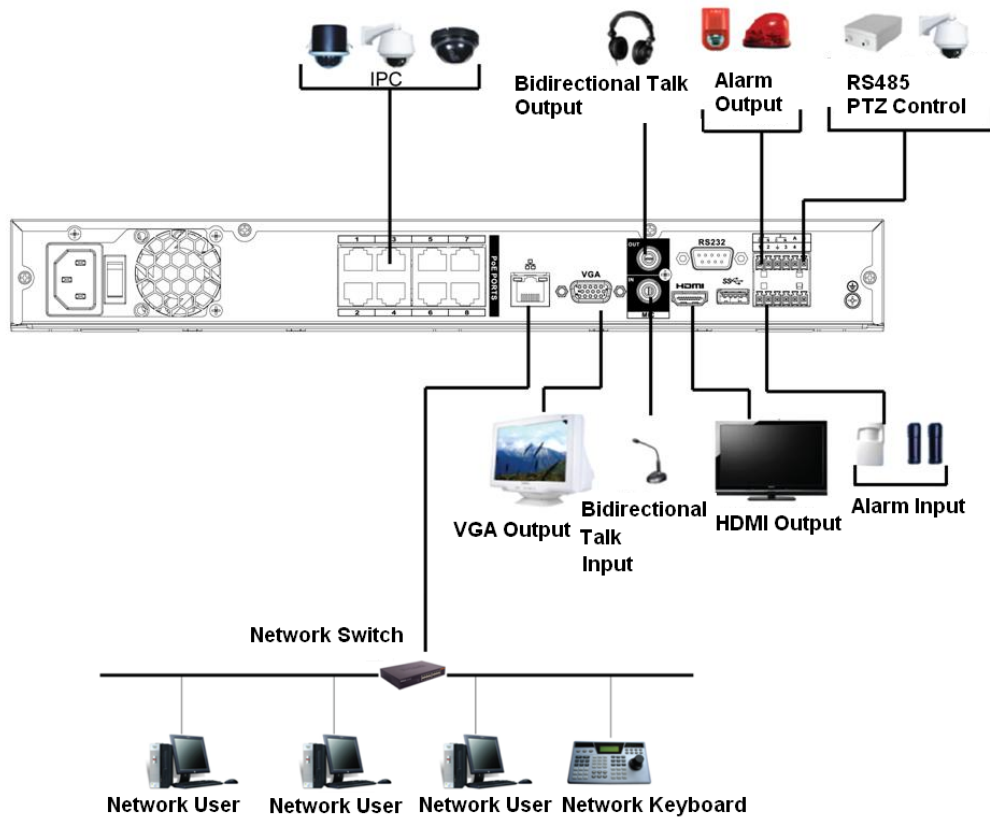 IPC
Bidirectional Talk
Output
Alarm
Output
RS485
PTZ Control
1 3 5 7
2 4 6 8
PoE PORTS
VGA
OUT
IN
MIC
RS232
HDMI
SS
A
VGA Output
Bidirectional
Talk
Input
HDMI Output
Alarm Input
Network Switch
Network User
Network User
Network User
Network Keyboard